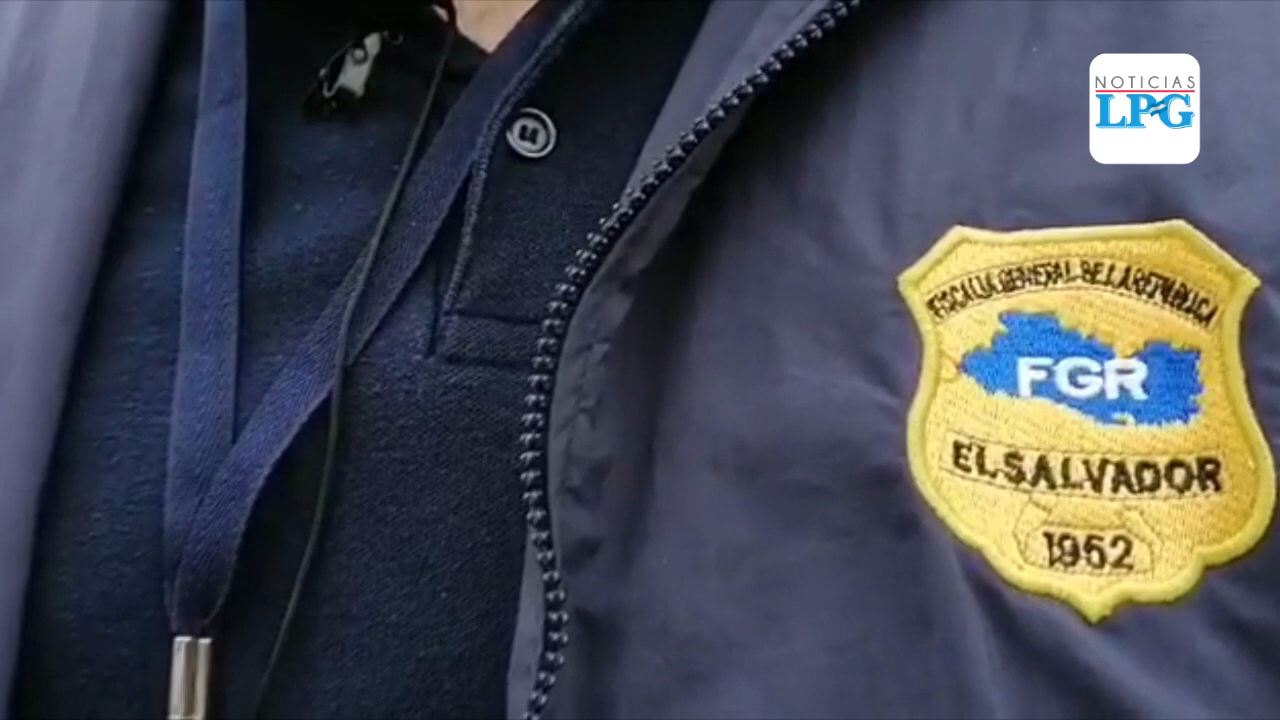 NOTICIAS
LPG
FISCALIA GENERAL DE LA REPUBLICA
FGR
EL SALVADOR
1952